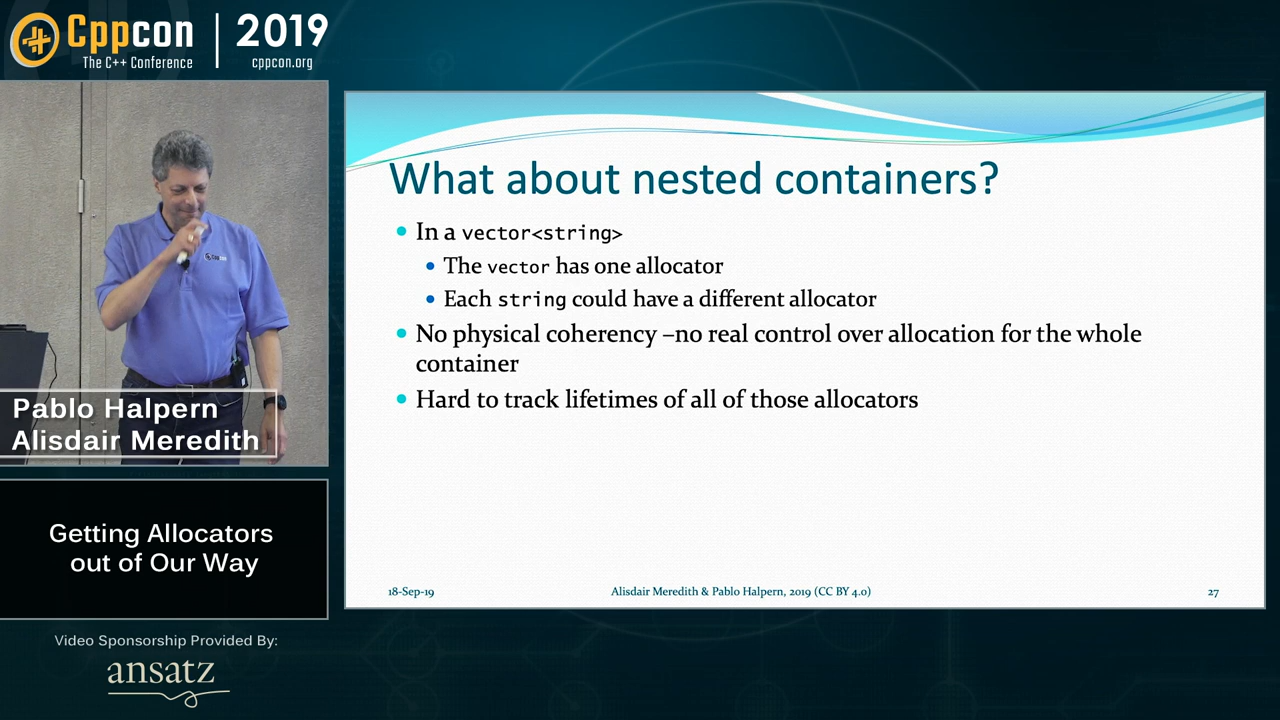 Cppcon
The C++ Conference
2019
cppcon.org
Pablo Halpern
Alisdair Meredith
Getting Allocators
out of Our Way
Video Sponsorship Provided By:
ansatz
What about nested containers?
• In a vector<string>
• The vector has one allocator
• Each string could have a different allocator
• No physical coherency –no real control over allocation for the whole
container
• Hard to track lifetimes of all of those allocators
18-Sep-19
Alisdair Meredith & Pablo Halpern, 2019 (CC BY 4.0)
27